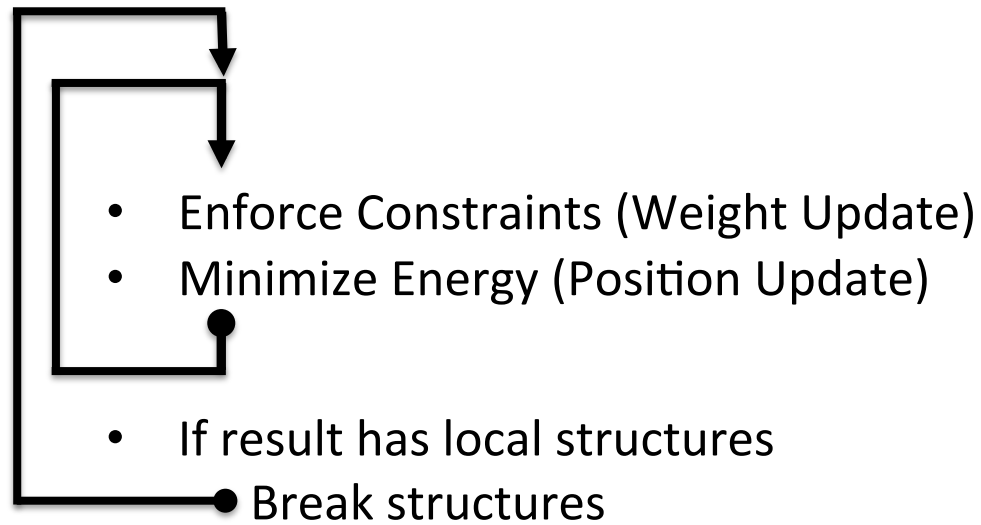 • Enforce Constraints (Weight Update)
• Minimize Energy (Position Update)
• If result has local structures
Break structures